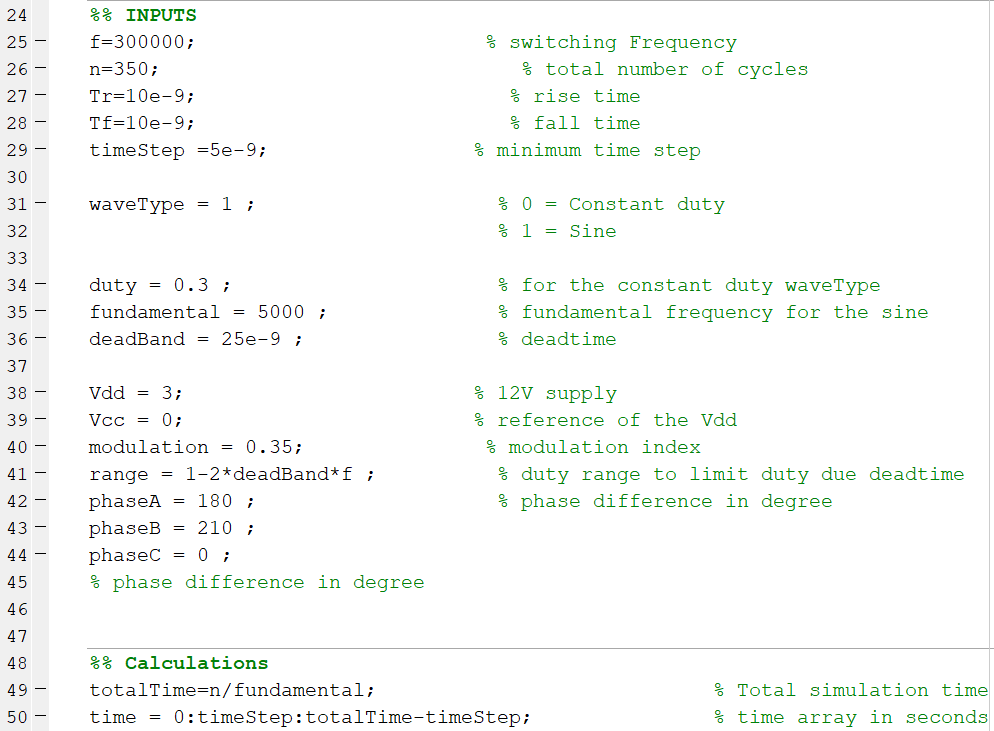 24 %% INPUTS
25 – f=300000; % switching Frequency
26 – n=350; % total number of cycles
27 – Tr=10e-9; % rise time
28 – Tf=10e-9; % fall time
29 – timeStep =5e-9; % minimum time step
30
31 – waveType = 1 ; % 0 = Constant duty
32 % 1 = Sine
33
34 – duty = 0.3 ; % for the constant duty waveType
35 – fundamental = 5000 ; % fundamental frequency for the sine
36 – deadBand = 25e-9 ; % deadtime
37
38 – Vdd = 3; % 12V supply
39 – Vcc = 0; % reference of the Vdd
40 – modulation = 0.35; % modulation index
41 – range = 1-2*deadBand*f ; % duty range to limit duty due deadtime
42 – phaseA = 180 ; % phase difference in degree
43 – phaseB = 210 ;
44 – phaseC = 0 ;
45 % phase difference in degree
46
47
48 %% Calculations
49 – totalTime=n/fundamental; % Total simulation time
50 – time = 0:timeStep:totalTime-timeStep; % time array in seconds